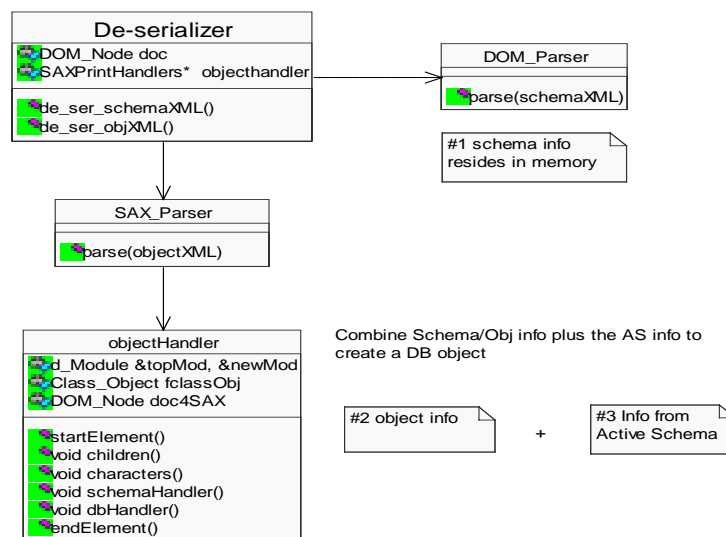 De-serializer
DOM_Node doc
SAXPrintHandlers* objecthandler
de_ser_schemaXML()
de_ser_objXML()
DOM_Parser
parse(schemaXML)
#1 schema info
resides in memory
SAX_Parser
parse(objectXML)
objectHandler
d_Module &topMod, &newMod
Class_Object fclassObj
DOM_Node doc4SAX
startElement()
void children()
void characters()
void schemaHandler()
void dbHandler()
endElement()
Combine Schema/Obj info plus the AS info to
create a DB object
#2 object info
+
#3 Info from
Active Schema